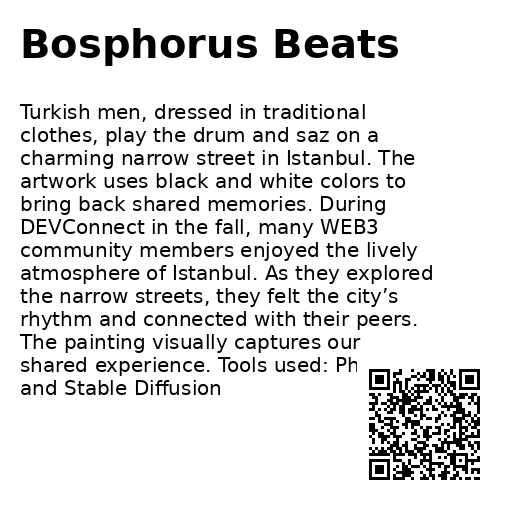 Bosphorus Beats
Turkish men, dressed in traditional
clothes, play the drum and saz on a
charming narrow street in Istanbul. The
artwork uses black and white colors to
bring back shared memories. During
DEVConnect in the fall, many WEB3
community members enjoyed the lively
atmosphere of Istanbul. As they explored
the narrow streets, they felt the city’s
rhythm and connected with their peers.
The painting visually captures our
shared experience. Tools used:
and Stable Diffusion